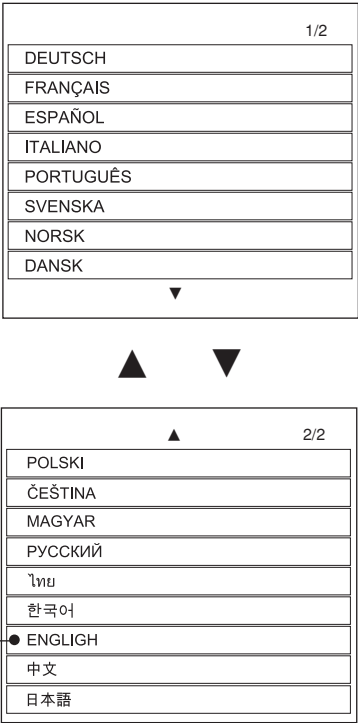 1/2
DEUTSCH
FRANÇAIS
ESPAÑOL
ITALIANO
PORTUGUÊS
SVENSKA
NORSK
DANSK
2/2
POLSKI
ČEŠTINA
MAGYAR
РУССКИЙ
ไทย
한국어
ENGLIGH
中文
日本語